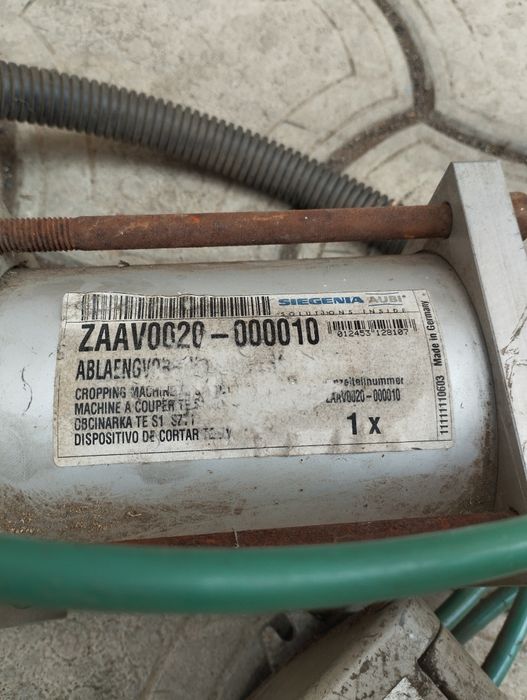 SIEGENIA AUBI®
SOLUTIONS INSIDE
ZAAV0020-000010
012453 128107
CROPPING MACHINE
MACHINE A COUPER
ZAAV0020-000010
OBCINARKA TE S1
1 x
DISPOSITIVO DE CORTAR
11111110603 Made in Germany